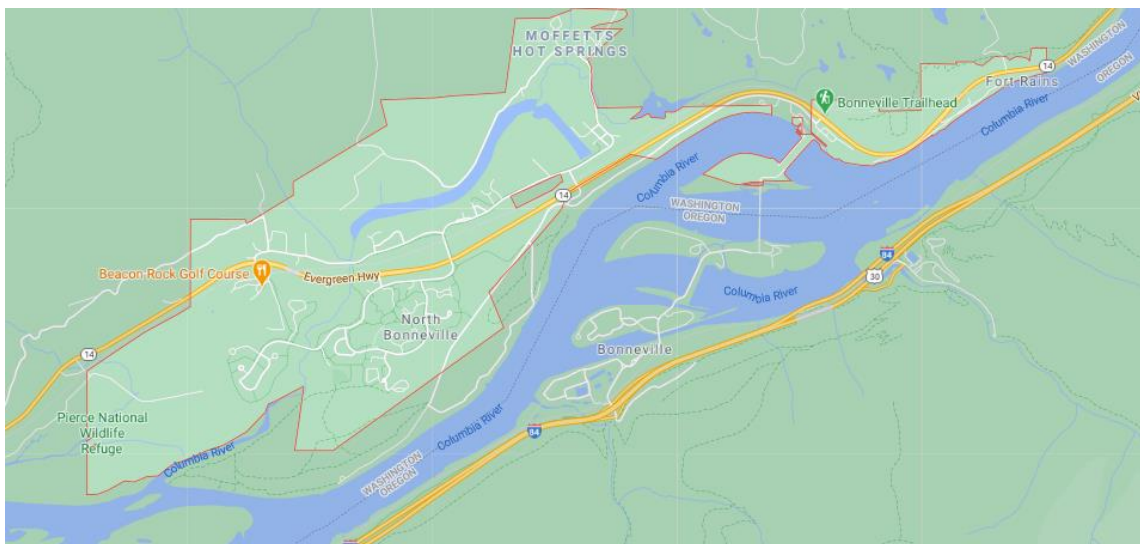 MOFFETTS
HOT SPRINGS
14
WASHINGTON
OREGON
Fort Rains
Bonneville Trailhead
Columbia River
Columbia River
14
WASHINGTON
OREGON
84
30
Beacon Rock Golf Course
Evergreen Hwy
Columbia River
North
Bonneville
Bonneville
14
Pierce National
Wildlife
Refuge
Columbia River
Columbia River
84
WASHINGTON
OREGON